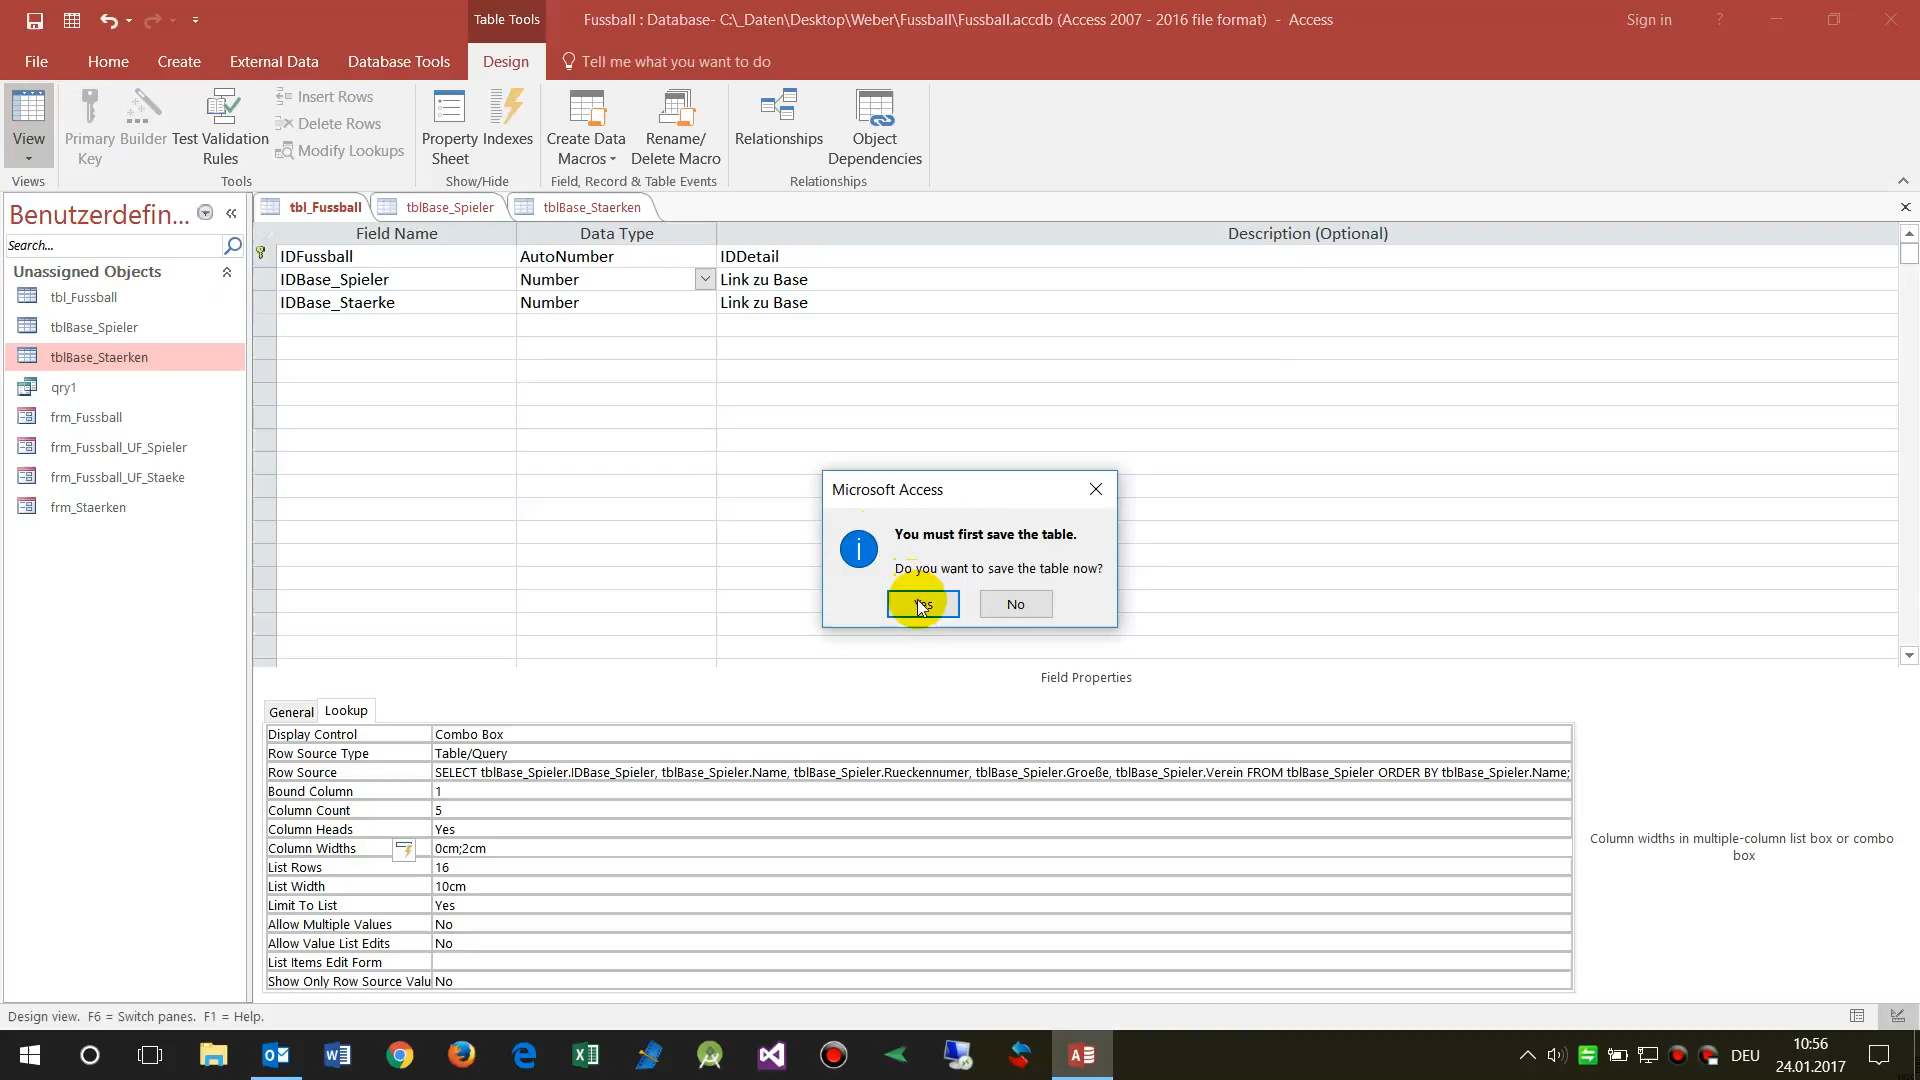 Table Tools
Fussball : Database- C:\_Daten\Desktop\Weber\Fussball\Fussball.accdb (Access 2007 - 2016 file format) - Access
Sign in
?
File
Home
Create
External Data
Database Tools
Design
Tell me what you want to do
View
Primary Key
Builder
Test Validation Rules
Insert Rows
Delete Rows
Modify Lookups
Property Sheet
Indexes
Create Data Macros
Rename/ Delete Macro
Relationships
Object Dependencies
Views
Tools
Show/Hide
Field, Record & Table Events
Relationships
Benutzerdefin...
Search...
Unassigned Objects
tbl_Fussball
tblBase_Spieler
tblBase_Staerken
qry1
frm_Fussball
frm_Fussball_UF_Spieler
frm_Fussball_UF_Staeke
frm_Staerken
tbl_Fussball
tblBase_Spieler
tblBase_Staerken
Field Name
Data Type
Description (Optional)
IDFussball
AutoNumber
IDDetail
IDBase_Spieler
Number
Link zu Base
IDBase_Staerke
Number
Link zu Base
Microsoft Access
You must first save the table.
Do you want to save the table now?
No
Field Properties
General
Lookup
Display Control
Combo Box
Row Source Type
Table/Query
Row Source
SELECT tblBase_Spieler.IDBase_Spieler, tblBase_Spieler.Name, tblBase_Spieler.Rueckennumer, tblBase_Spieler.Groeße, tblBase_Spieler.Verein FROM tblBase_Spieler ORDER BY tblBase_Spieler.Name;
Bound Column
1
Column Count
5
Column Heads
Yes
Column Widths
0cm;2cm
List Rows
16
List Width
10cm
Limit To List
Yes
Allow Multiple Values
No
Allow Value List Edits
No
List Items Edit Form
Show Only Row Source Valu
No
Column widths in multiple-column list box or combo
box
Design view. F6 = Switch panes. F1 = Help.
DEU
10:56
24.01.2017